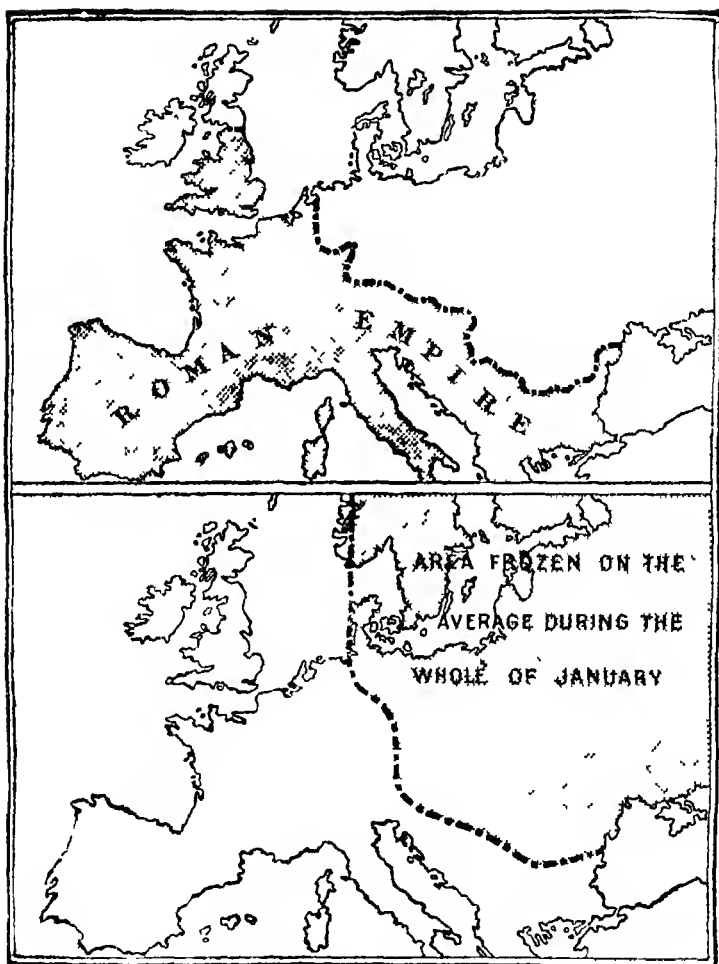 ROMAN EMPIRE
AREA FROZEN ON THE
AVERAGE DURING THE
WHOLE OF JANUARY